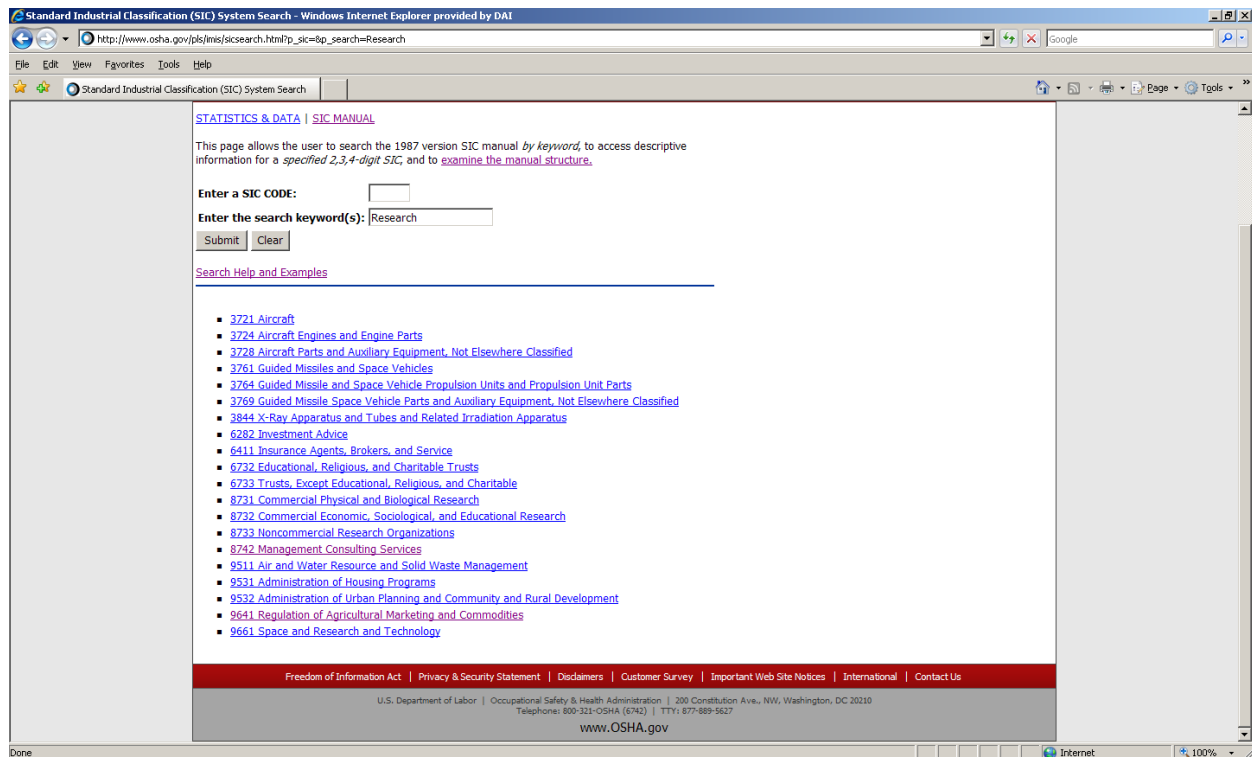 Standard Industrial Classification (SIC) System Search - Windows Internet Explorer provided by DAI
http://www.osha.gov/pls/imis/sicsearch.html?p_sic=&p_search=Research
Google
File Edit View Favorites Tools Help
Standard Industrial Classification (SIC) System Search
Page Tools »
STATISTICS & DATA | SIC MANUAL
This page allows the user to search the 1987 version SIC manual by keyword, to access descriptive
information for a specified 2,3,4-digit SIC, and to examine the manual structure.
Enter a SIC CODE:
Enter the search keyword(s): Research
Submit Clear
Search Help and Examples
3721 Aircraft
3724 Aircraft Engines and Engine Parts
3728 Aircraft Parts and Auxiliary Equipment, Not Elsewhere Classified
3761 Guided Missiles and Space Vehicles
3764 Guided Missile and Space Vehicle Propulsion Units and Propulsion Unit Parts
3769 Guided Missile Space Vehicle Parts and Auxiliary Equipment, Not Elsewhere Classified
3844 X-Ray Apparatus and Tubes and Related Irradiation Apparatus
6282 Investment Advice
6411 Insurance Agents, Brokers, and Service
6732 Educational, Religious, and Charitable Trusts
6733 Trusts, Except Educational, Religious, and Charitable
8731 Commercial Physical and Biological Research
8732 Commercial Economic, Sociological, and Educational Research
8733 Noncommercial Research Organizations
8742 Management Consulting Services
9511 Air and Water Resource and Solid Waste Management
9531 Administration of Housing Programs
9532 Administration of Urban Planning and Community and Rural Development
9641 Regulation of Agricultural Marketing and Commodities
9661 Space and Research and Technology
Freedom of Information Act | Privacy & Security Statement | Disclaimers | Customer Survey | Important Web Site Notices | International | Contact Us
U.S. Department of Labor | Occupational Safety & Health Administration | 200 Constitution Ave., NW, Washington, DC 20210
Telephone: 800-321-OSHA (6742) | TTY: 877-889-5627
www.OSHA.gov
Done Internet 100%